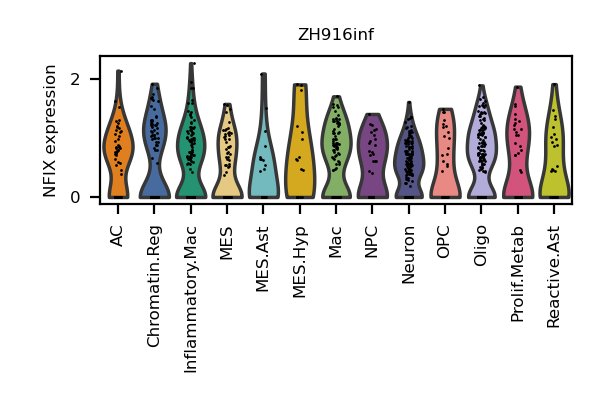 ZH916inf
NFIX expression
2
0
AC
Chromatin.Reg
Inflammatory.Mac
MES
MES.Ast
MES.Hyp
Mac
NPC
Neuron
OPC
Oligo
Prolif.Metab
Reactive.Ast